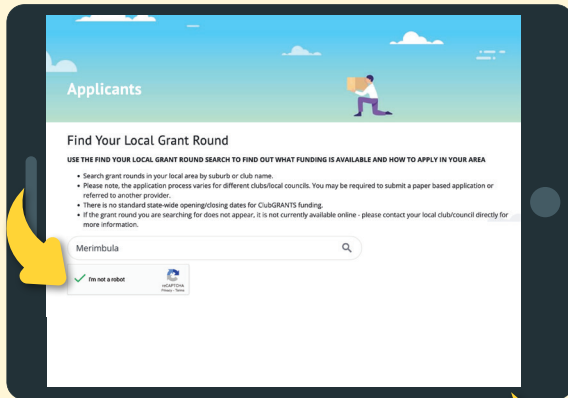 Applicants
Find Your Local Grant Round
USE THE FIND YOUR LOCAL GRANT ROUND SEARCH TO FIND OUT WHAT FUNDING IS AVAILABLE AND HOW TO APPLY IN YOUR AREA
• Search grant rounds in your local area by suburb or club name.
• Please note, the application process varies for different clubs/local councils. You may be required to submit a paper based application or
referred to another provider.
• There is no standard state-wide opening/closing dates for ClubGRANTS funding.
• If the grant round you are searching for does not appear, it is not currently available online - please contact your local club/council directly for
more information.
Merimbula
I'm not a robot
reCAPTCHA
Privacy - Terms